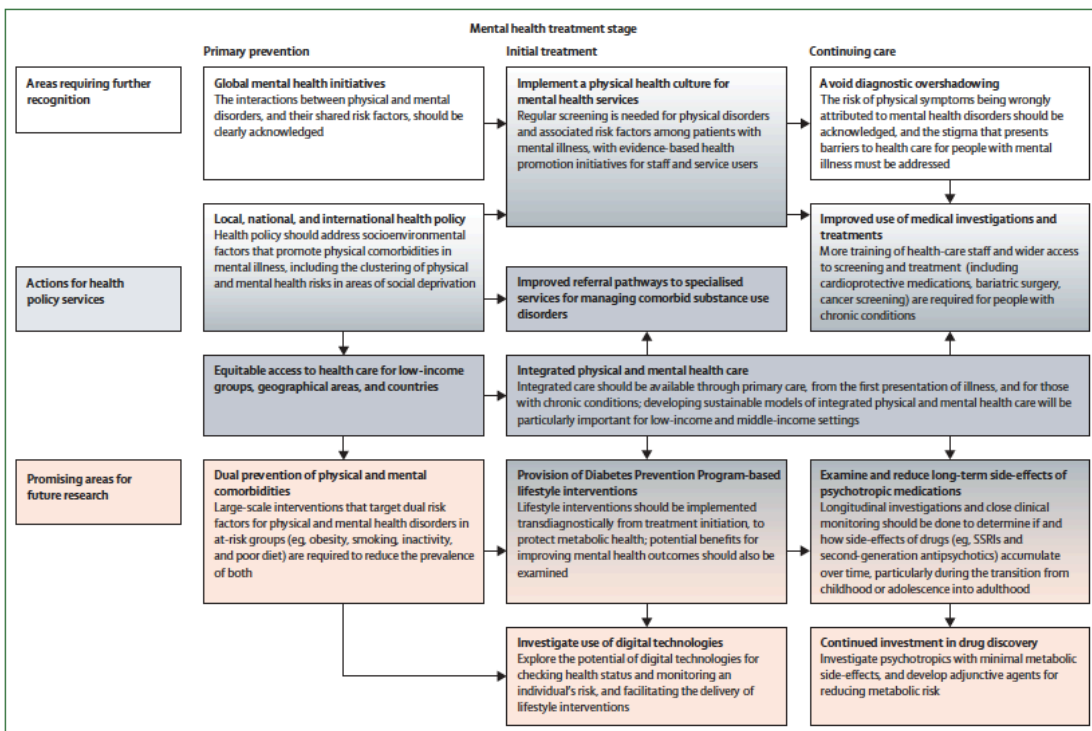 Mental health treatment stage
Primary prevention
Initial treatment
Continuing care
Areas requiring further
recognition
Global mental health initiatives
The interactions between physical and mental
disorders, and their shared risk factors, should be
clearly acknowledged
Implement a physical health culture for
mental health services
Regular screening is needed for physical disorders
and associated risk factors among patients with
mental illness, with evidence-based health
promotion initiatives for staff and service users
Avoid diagnostic overshadowing
The risk of physical symptoms being wrongly
attributed to mental health disorders should be
acknowledged, and the stigma that presents
barriers to health care for people with mental
illness must be addressed
Actions for health
policy services
Local, national, and international health policy
Health policy should address socioenvironmental
factors that promote physical comorbidities in
mental illness, including the clustering of physical
and mental health risks in areas of social deprivation
Improved referral pathways to specialised
services for managing comorbid substance use
disorders
Improved use of medical investigations and
treatments
More training of health-care staff and wider access
to screening and treatment (including
cardioprotective medications, bariatric surgery,
cancer screening) are required for people with
chronic conditions
Equitable access to health care for low-income
groups, geographical areas, and countries
Integrated physical and mental health care
Integrated care should be available through primary care, from the first presentation of illness, and for those
with chronic conditions; developing sustainable models of integrated physical and mental health care will be
particularly important for low-income and middle-income settings
Promising areas for
future research
Dual prevention of physical and mental
comorbidities
Large-scale interventions that target dual risk
factors for physical and mental health disorders in
at-risk groups (eg, obesity, smoking, inactivity,
and poor diet) are required to reduce the prevalence
of both
Provision of Diabetes Prevention Program-based
lifestyle interventions
Lifestyle interventions should be implemented
transdiagnostically from treatment initiation, to
protect metabolic health; potential benefits for
improving mental health outcomes should also be
examined
Examine and reduce long-term side-effects of
psychotropic medications
Longitudinal investigations and close clinical
monitoring should be done to determine if and
how side-effects of drugs (eg, SSRIs and
second-generation antipsychotics) accumulate
over time, particularly during the transition from
childhood or adolescence into adulthood
Investigate use of digital technologies
Explore the potential of digital technologies for
checking health status and monitoring an
individual's risk, and facilitating the delivery of
lifestyle interventions
Continued investment in drug discovery
Investigate psychotropics with minimal metabolic
side-effects, and develop adjunctive agents for
reducing metabolic risk